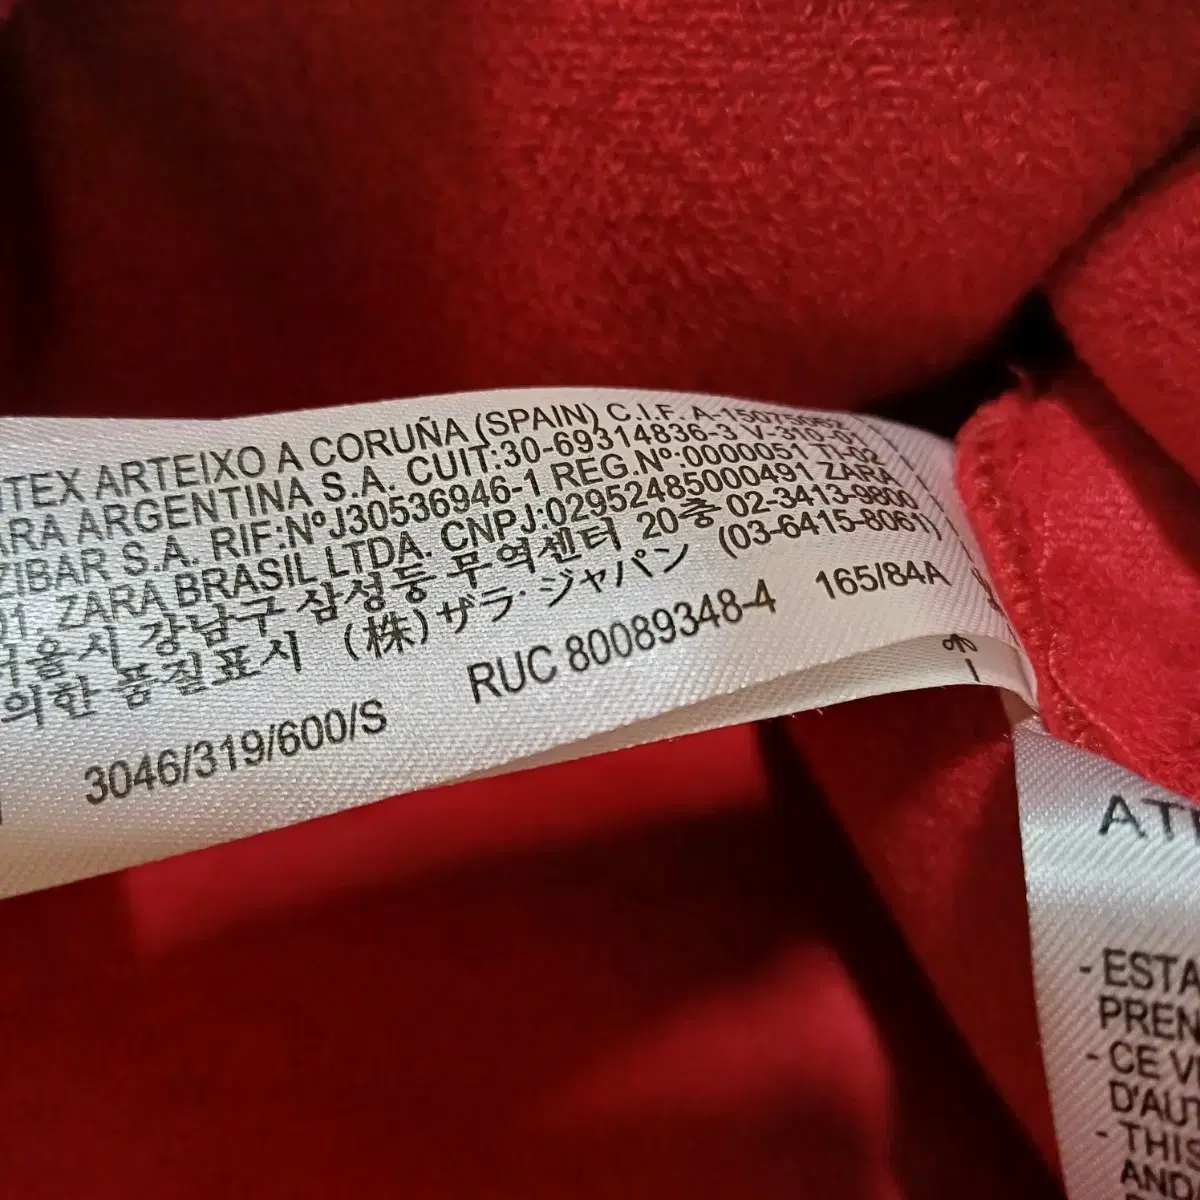 TEX ARTEIXO A CORUÑA (SPAIN) C.I.F. A-15075062
ARA ARGENTINA S.A. CUIT:30-69314836-3 V-310-01
ZIBAR S.A. RIF:NºJ30536946-1 REG.Nº:0000051 TI-02
01. ZARA BRASIL LTDA. CNPJ:02952485000491 ZARA
서울시 강남구 삼성동 무역센터 20층 02-3413-9800
의한 품질표시 (株)ザラ・ジャパン (03-6415-8061)
3046/319/600/S RUC 80089348-4 165/84A
ATE
- ESTA
PREN
- CE VE
D'AUT
- THIS
AND